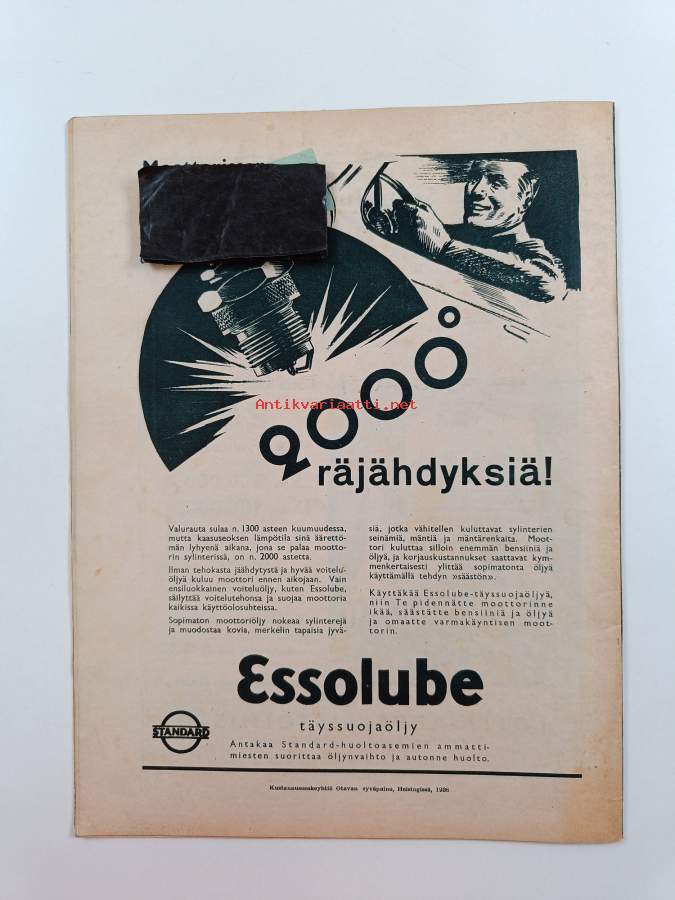 2000°
Antikvariaatti.net
räjähdyksiä!
Valurauta sulaa n. 1300 asteen kuumuudessa,
mutta kaasuseoksen lämpötila sinä äärettö-
män lyhyenä aikana, jona se palaa mootto-
rin sylinterissä, on n. 2000 astetta.
Ilman tehokasta jäähdytystä ja hyvää voitelu-
öljyä kuluu moottori ennen aikojaan. Vain
ensiluokkainen voiteluöljy, kuten Essolube,
säilyttää voitelutehonsa ja suojaa moottoria
kaikissa käyttöolosuhteissa.
Sopimaton moottoriöljy nokeaa sylinterejä
ja muodostaa kovia, merkelin tapaisia jyvä-
siä, jotka vähitellen kuluttavat sylinterien
seinämiä, mäntiä ja männänrenkaita. Moot-
tori kuluttaa silloin enemmän bensiiniä ja
öljyä, ja korjauskustannukset saattavat kym-
menkertaisesti ylittää sopimatonta öljyä
käyttämällä tehdyn »säästön».
Käyttäkää Essolube-täyssuojaöljyä,
niin Te pidennätte moottorinne
ikää, säästätte bensiiniä ja öljyä
ja omaatte varmakäyntisen moot-
torin.
Essolube
täyssuojaöljy
STANDARD
Antakaa Standard-huoltoasemien ammatti-
miesten suorittaa öljynvaihto ja autonne huolto.
Kustannusosakeyhtiö Otavan syväpaino, Helsingissä, 1936